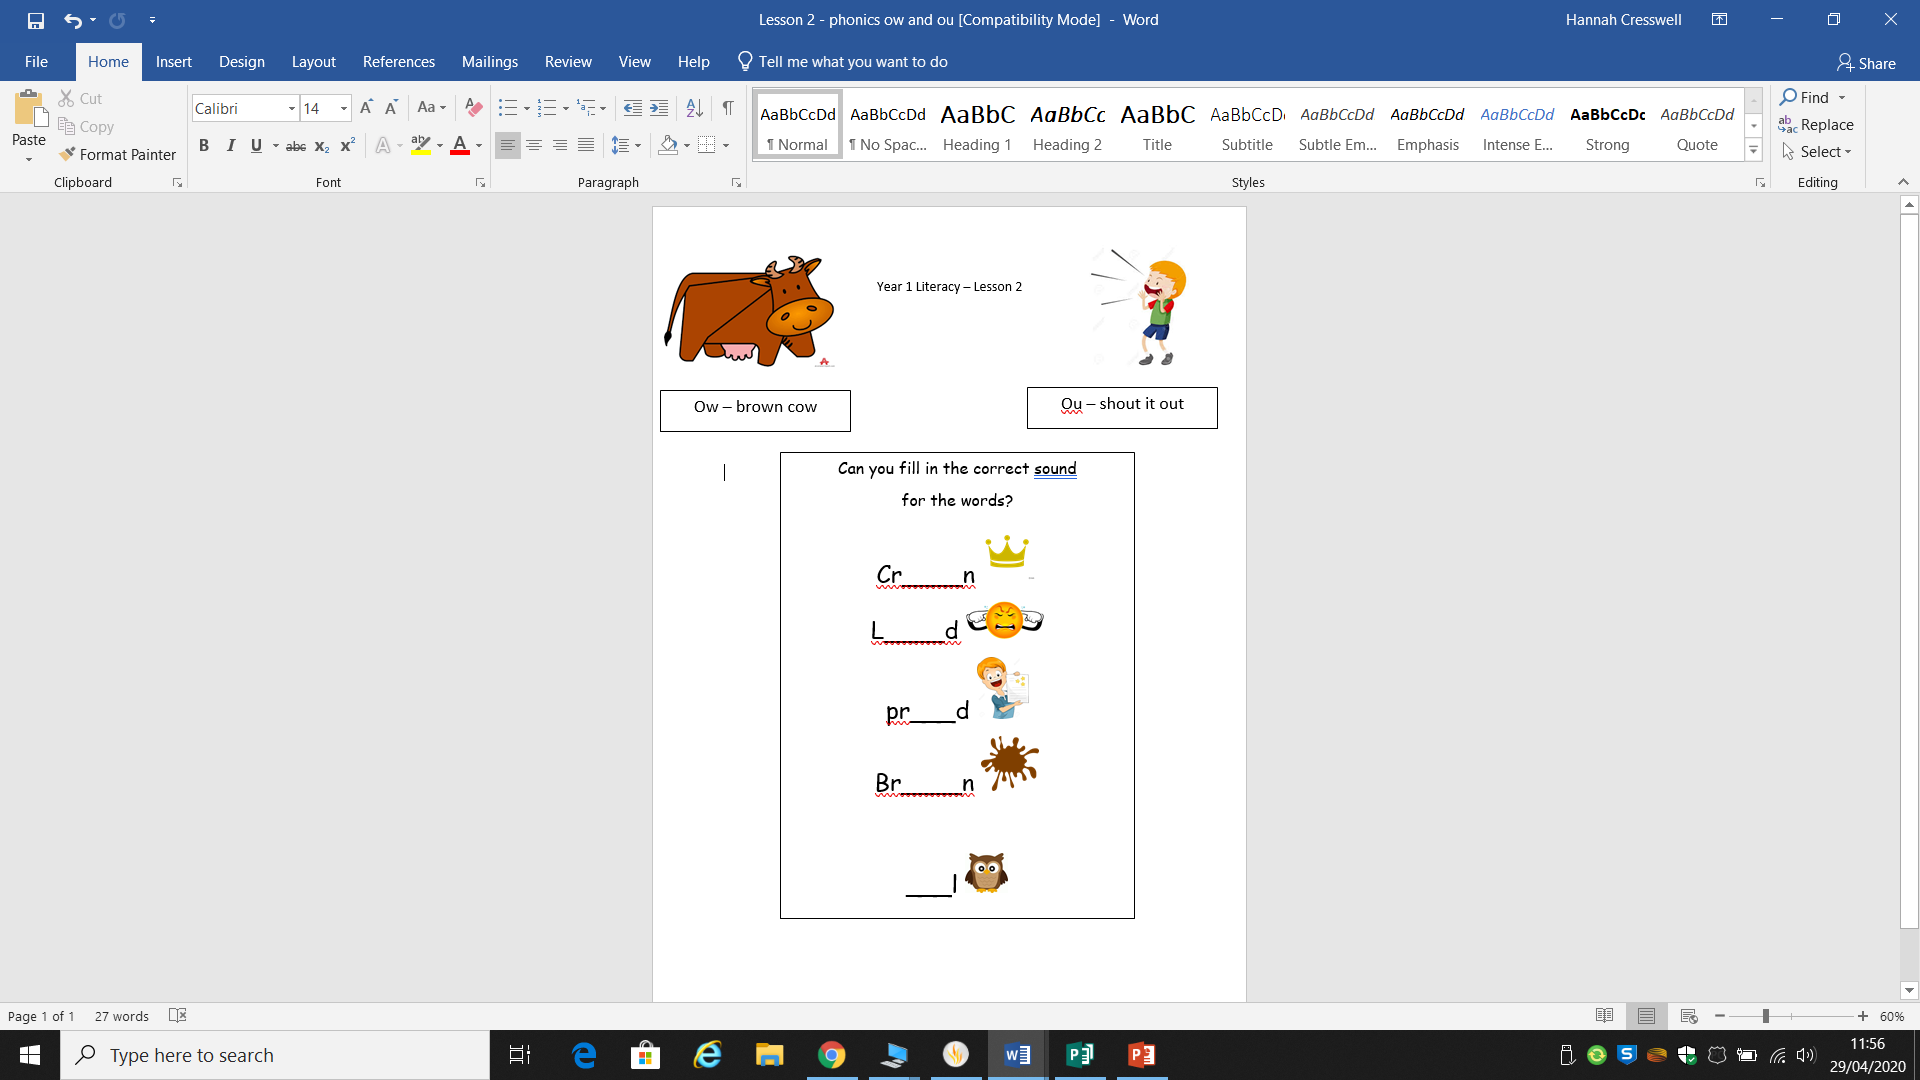 Lesson 2 - phonics ow and ou [Compatibility Mode] - Word
Hannah Cresswell
File Home Insert Design Layout References Mailings Review View Help Tell me what you want to do
Share
Paste
Cut
Copy
Format Painter
Clipboard
Calibri 14
Aa
B I U abc x₂ x² A A
Font
Paragraph
AaBbCcDd AaBbCcDd AaBbC AaBbCc AaBbC AaBbCcDd AaBbCcDd AaBbCcDd AaBbCcDd AaBbCcDc AaBbCcDd
¶ Normal ¶ No Spac... Heading 1 Heading 2 Title Subtitle Subtle Em... Emphasis Intense E... Strong Quote
Styles
Find
Replace
Select
Editing
Year 1 Literacy – Lesson 2
Ow – brown cow
Ou – shout it out
Can you fill in the correct sound
for the words?
Cr____n
L____d
pr___d
Br____n
___l
Page 1 of 1 27 words
60%
Type here to search
11:56
29/04/2020